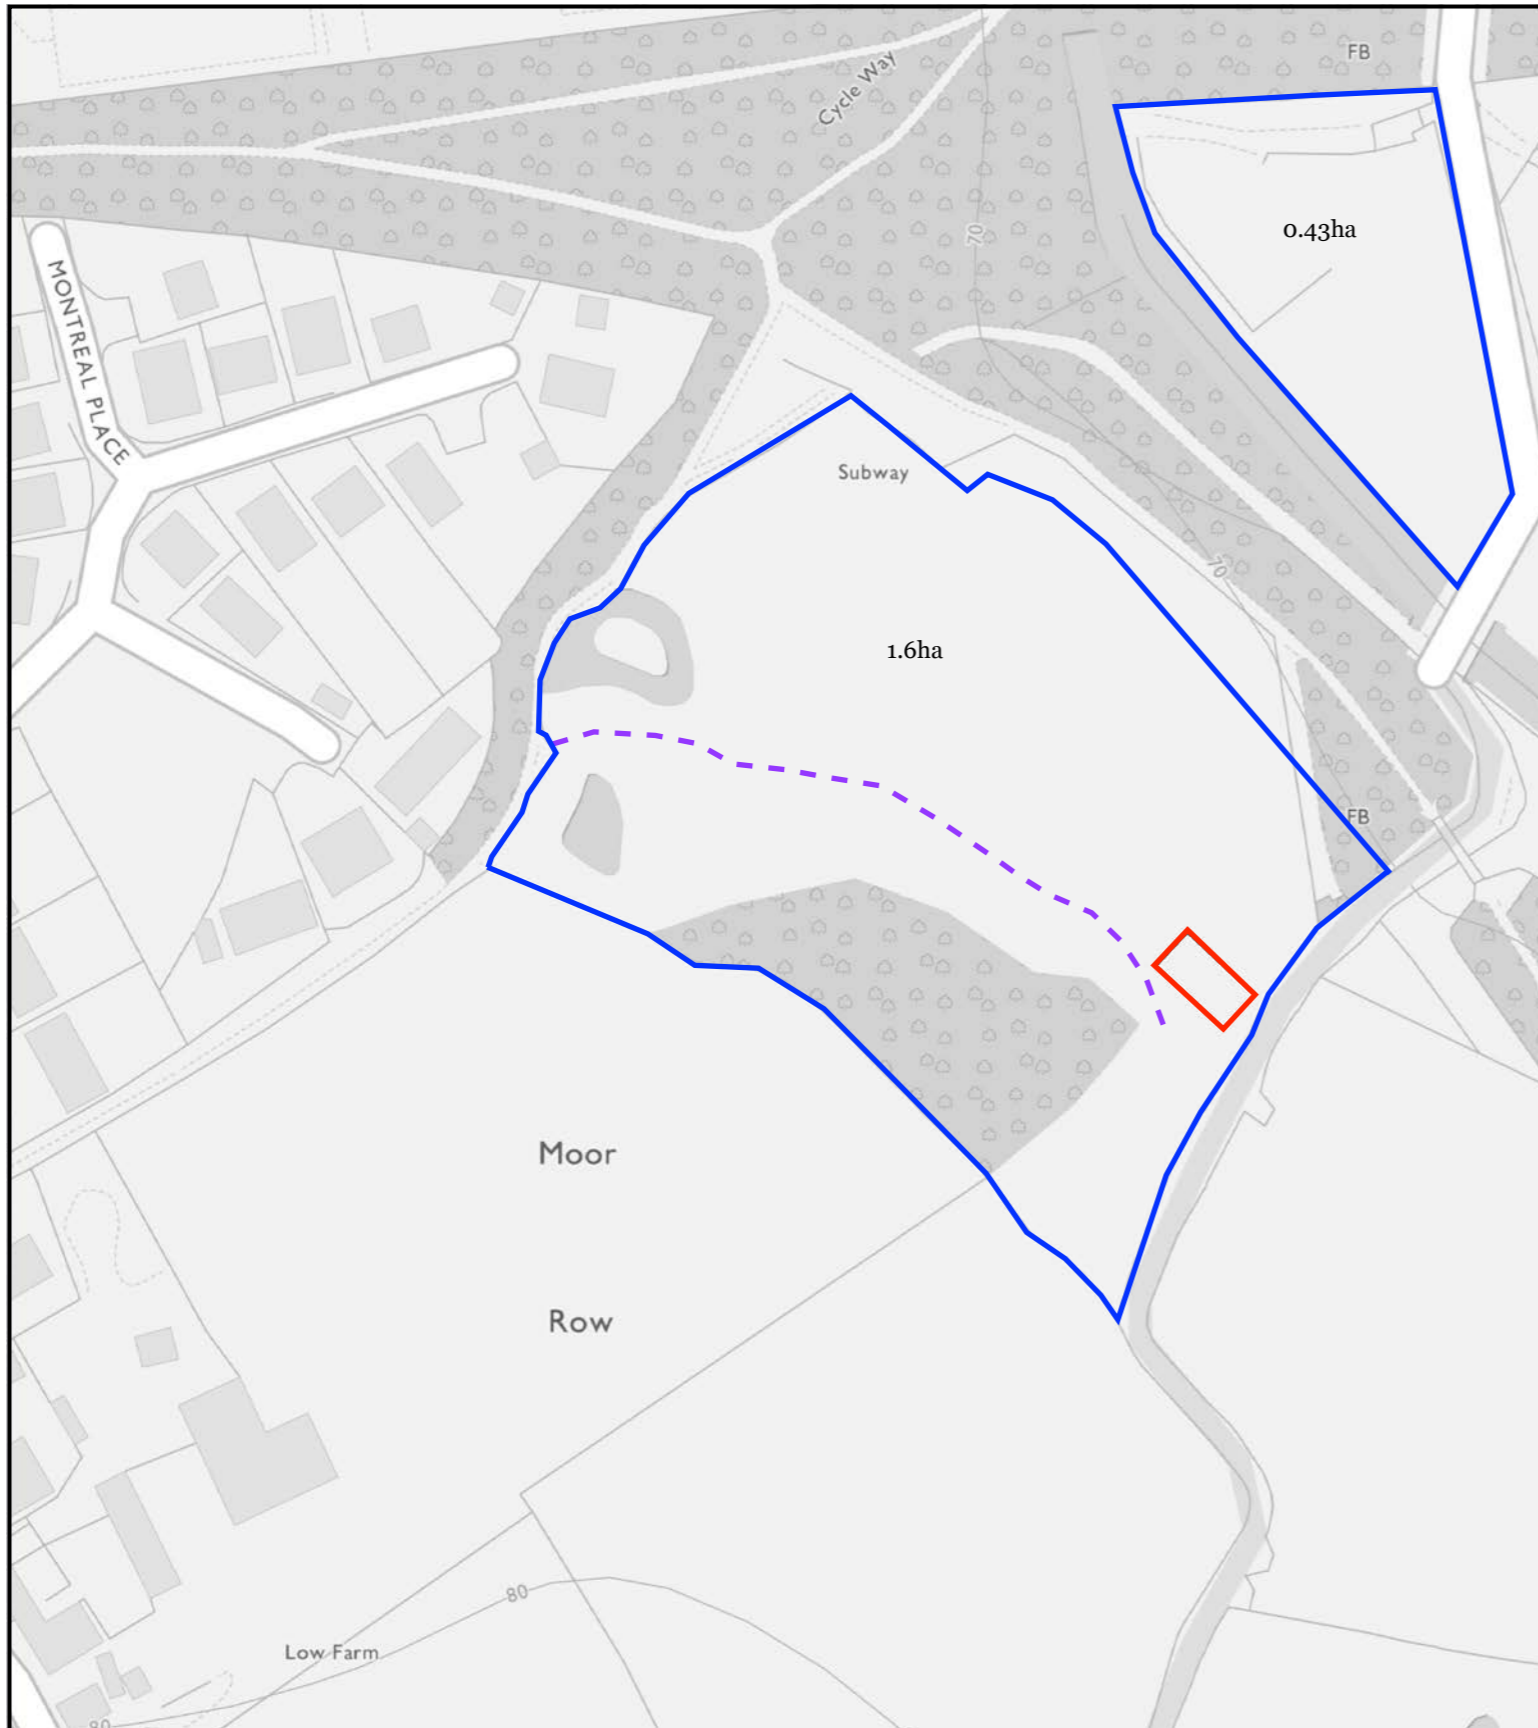 FB
Cycle Way
0.43ha
70
MONTREAL PLACE
Subway
70
1.6ha
FB
Moor
Row
80
Low Farm
80